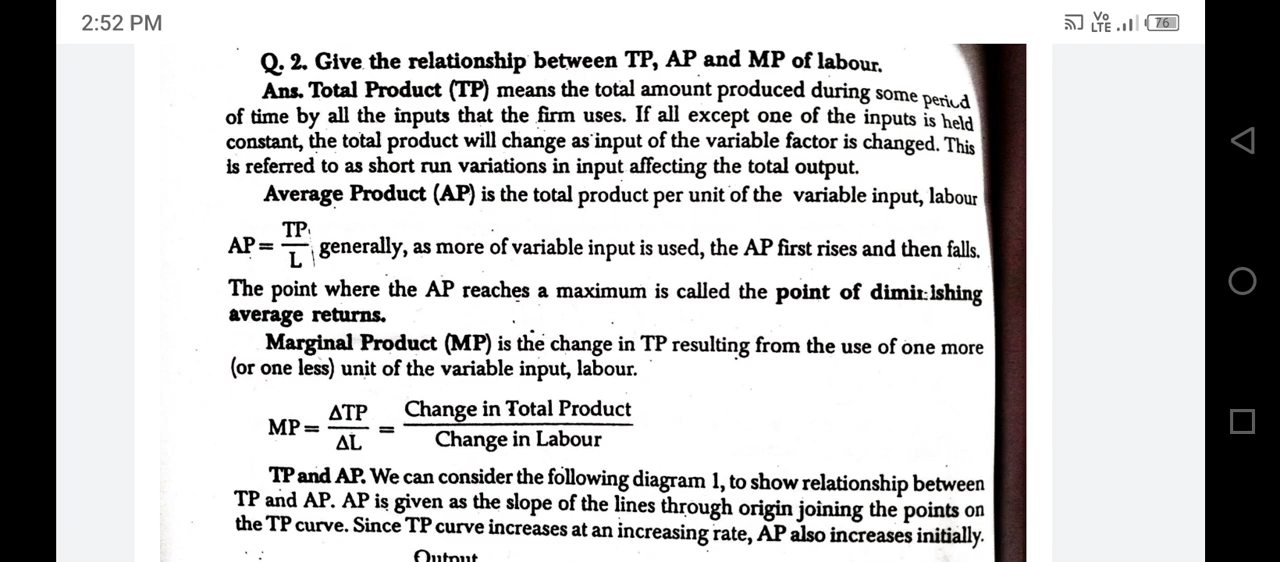 2:52 PM
Vo
LTE
76
Q. 2. Give the relationship between TP, AP and MP of labour.
Ans. Total Product (TP) means the total amount produced during some period
of time by all the inputs that the firm uses. If all except one of the inputs is held
constant, the total product will change as input of the variable factor is changed. This
is referred to as short run variations in input affecting the total output.
Average Product (AP) is the total product per unit of the variable input, labour
AP = TP/L generally, as more of variable input is used, the AP first rises and then falls.
The point where the AP reaches a maximum is called the point of diminishing
average returns.
Marginal Product (MP) is the change in TP resulting from the use of one more
(or one less) unit of the variable input, labour.
MP = ΔTP/ΔL = Change in Total Product/Change in Labour
TP and AP. We can consider the following diagram 1, to show relationship between
TP and AP. AP is given as the slope of the lines through origin joining the points on
the TP curve. Since TP curve increases at an increasing rate, AP also increases initially.
Output